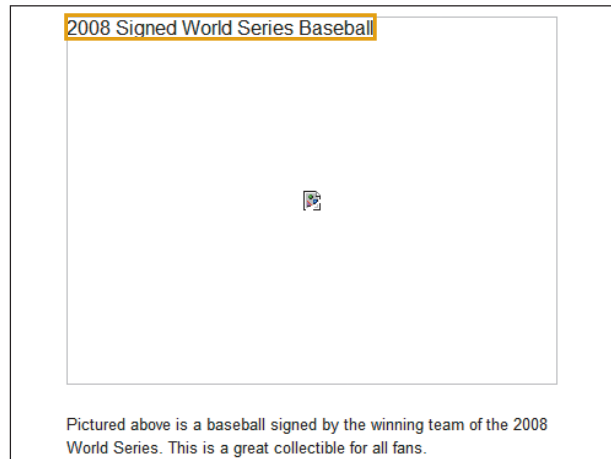 2008 Signed World Series Baseball
Pictured above is a baseball signed by the winning team of the 2008
World Series. This is a great collectible for all fans.